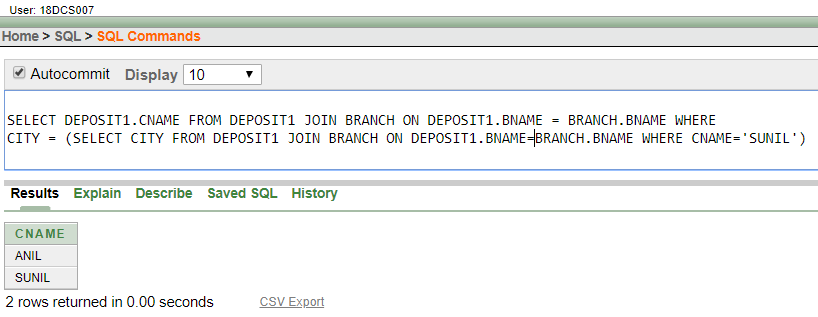 User: 18DCS007
Home > SQL > SQL Commands
Autocommit Display 10
SELECT DEPOSIT1.CNAME FROM DEPOSIT1 JOIN BRANCH ON DEPOSIT1.BNAME = BRANCH.BNAME WHERE
CITY = (SELECT CITY FROM DEPOSIT1 JOIN BRANCH ON DEPOSIT1.BNAME=BRANCH.BNAME WHERE CNAME='SUNIL')
Results Explain Describe Saved SQL History
CNAME
ANIL
SUNIL
2 rows returned in 0.00 seconds CSV Export